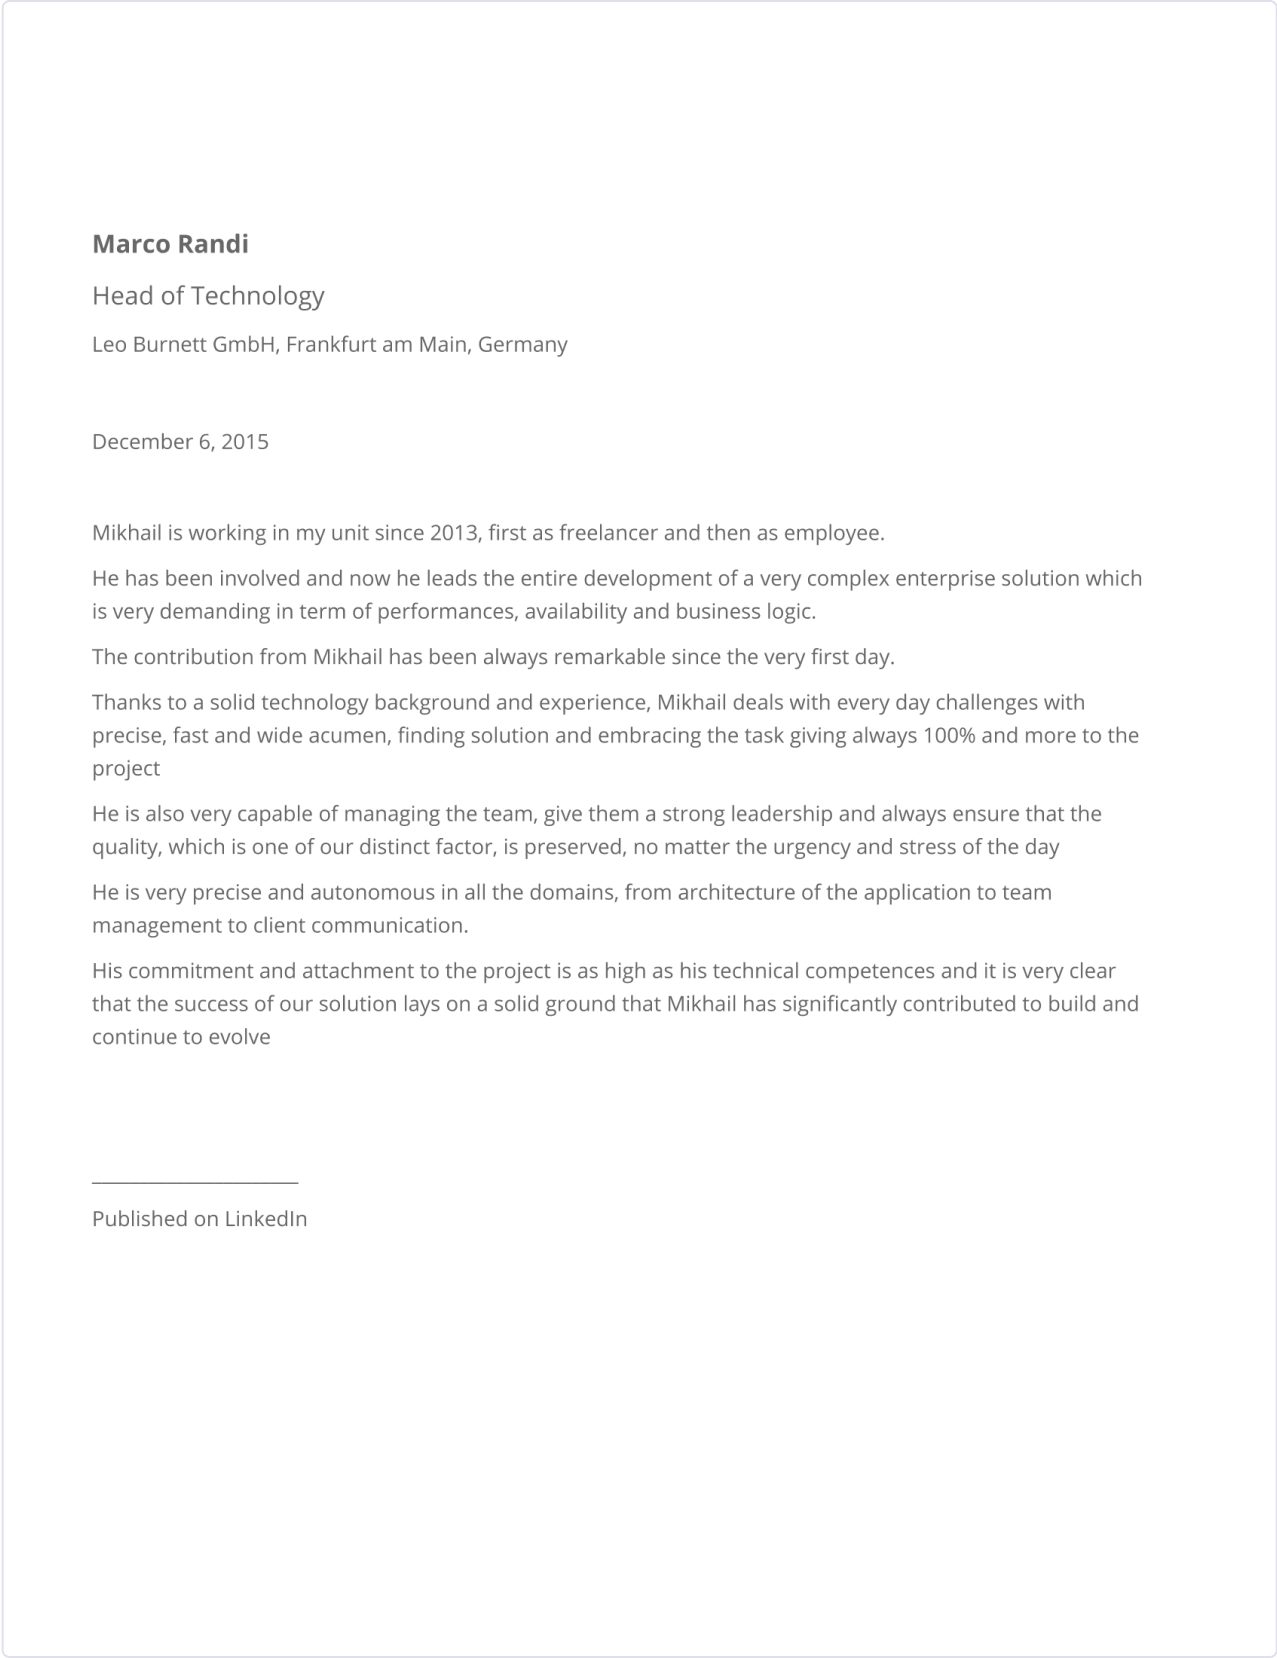 Marco Randi
Head of Technology
Leo Burnett GmbH, Frankfurt am Main, Germany
December 6, 2015
Mikhail is working in my unit since 2013, first as freelancer and then as employee.
He has been involved and now he leads the entire development of a very complex enterprise solution which
is very demanding in term of performances, availability and business logic.
The contribution from Mikhail has been always remarkable since the very first day.
Thanks to a solid technology background and experience, Mikhail deals with every day challenges with
precise, fast and wide acumen, finding solution and embracing the task giving always 100% and more to the
project
He is also very capable of managing the team, give them a strong leadership and always ensure that the
quality, which is one of our distinct factor, is preserved, no matter the urgency and stress of the day
He is very precise and autonomous in all the domains, from architecture of the application to team
management to client communication.
His commitment and attachment to the project is as high as his technical competences and it is very clear
that the success of our solution lays on a solid ground that Mikhail has significantly contributed to build and
continue to evolve
___________________
Published on LinkedIn